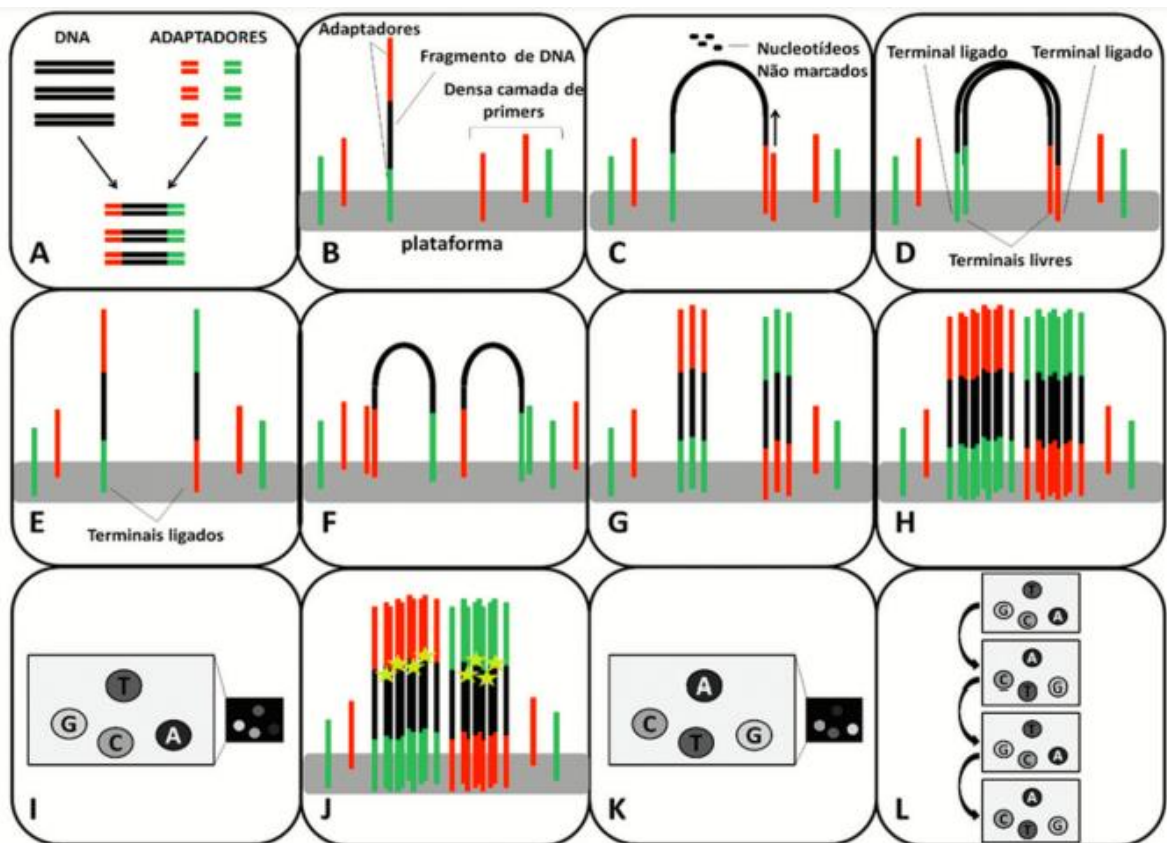 DNA
ADAPTADORES
A
Adaptadores
Fragmento de DNA
Densa camada de
primers
plataforma
B
Nucleotídeos
Não marcados
C
Terminal ligado
Terminal ligado
Terminais livres
D
Terminais ligados
E
F
G
H
T
G
C
A
I
J
A
C
T
G
K
T
G
C
A
A
C
T
G
T
G
C
A
A
C
T
G
L